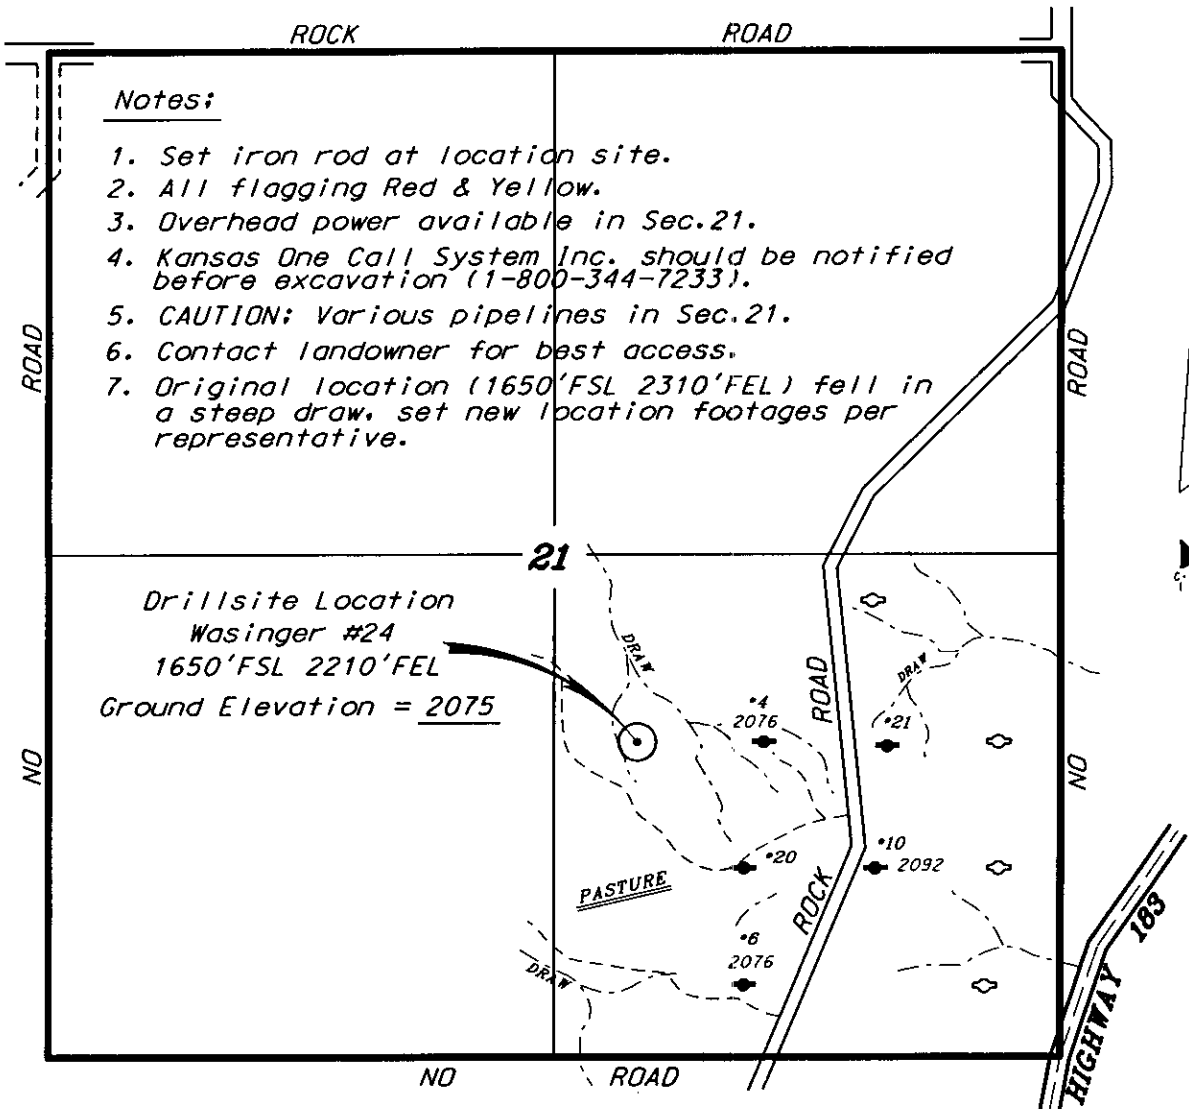 ROCK ROAD
Notes:
1. Set iron rod at location site.
2. All flagging Red & Yellow.
3. Overhead power available in Sec.21.
4. Kansas One Call System Inc. should be notified
before excavation (1-800-344-7233).
5. CAUTION: Various pipelines in Sec.21.
6. Contact landowner for best access.
7. Original location (1650'FSL 2310'FEL) fell in
a steep draw, set new location footages per
representative.
ROAD
ROAD
21
Drillsite Location
Wasinger #24
1650'FSL 2210'FEL
Ground Elevation = 2075
DRAW
DRAW
ROAD
•4
2076
•21
NO
NO
•20
•10
2092
PASTURE
ROCK
•6
2076
DRAW
HIGHWAY 183
NO ROAD